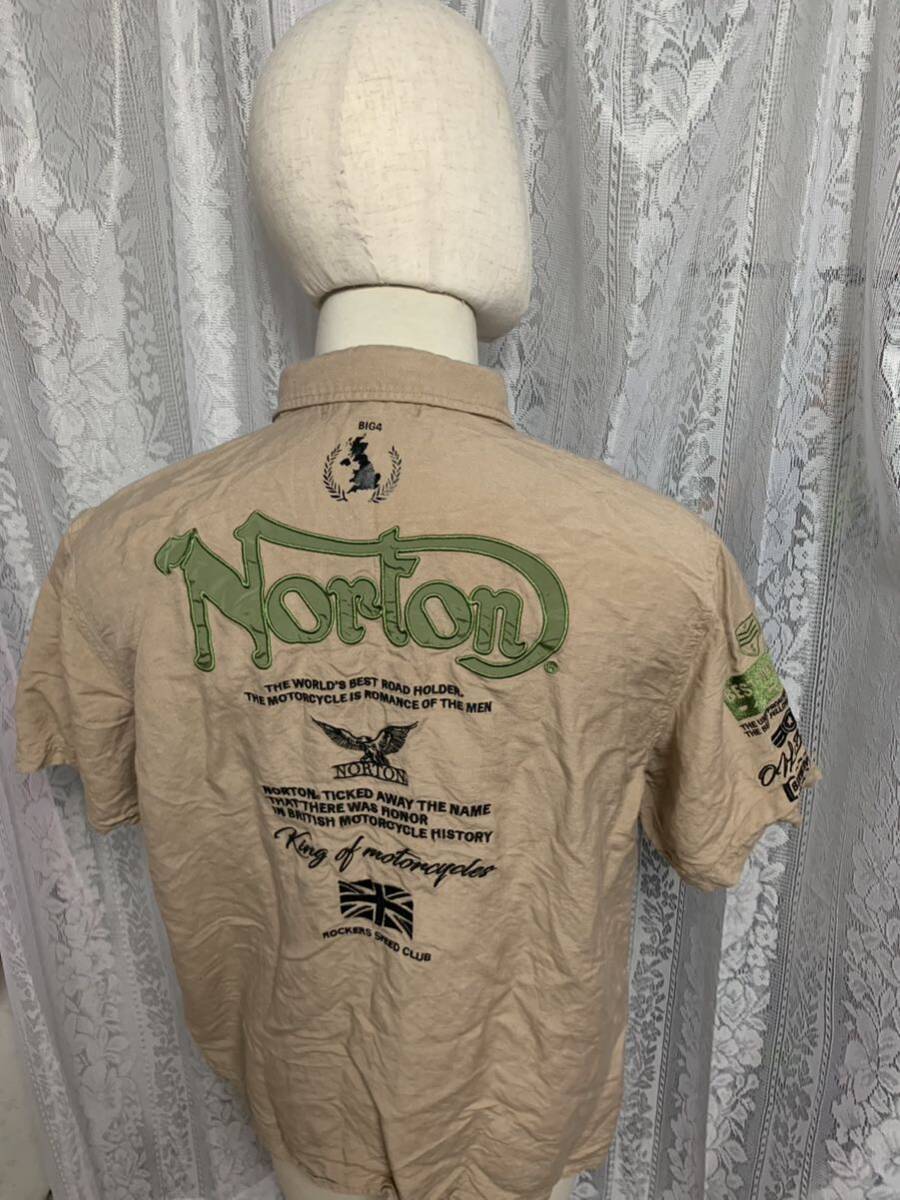 BIG4
Norton
THE WORLD'S BEST ROAD HOLDER.
THE MOTORCYCLE IS ROMANCE OF THE MEN
NORTON
NORTON. TICKED AWAY THE NAME
THAT THERE WAS HONOR
IN BRITISH MOTORCYCLE HISTORY
King of motorcycles
ROCKERS SPEED CLUB